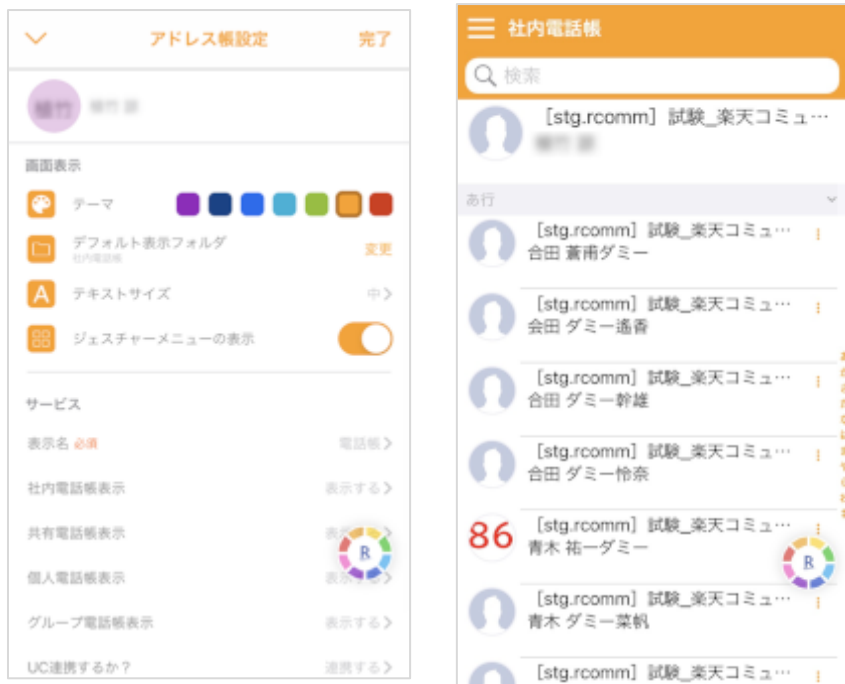 アドレス帳設定
完了
画面表示
テーマ
デフォルト表示フォルダ
社内電話帳
変更
A
テキストサイズ
中
ジェスチャーメニューの表示
サービス
表示名 必須
電話帳
社内電話帳表示
表示する
共有電話帳表示
個人電話帳表示
グループ電話帳表示
表示する
UC連携するか？
連携する
R
社内電話帳
検索
［stg.rcomm］試験_楽天コミュ…
あ行
［stg.rcomm］試験_楽天コミュ…
合田 蒼甫ダミー
［stg.rcomm］試験_楽天コミュ…
会田 ダミー遙香
［stg.rcomm］試験_楽天コミュ…
合田 ダミー幹雄
［stg.rcomm］試験_楽天コミュ…
合田 ダミー怜奈
86
［stg.rcomm］試験_楽天コミュ…
青木 祐一ダミー
R
［stg.rcomm］試験_楽天コミュ…
青木 ダミー菜帆
［stg.rcomm］試験_楽天コミュ…